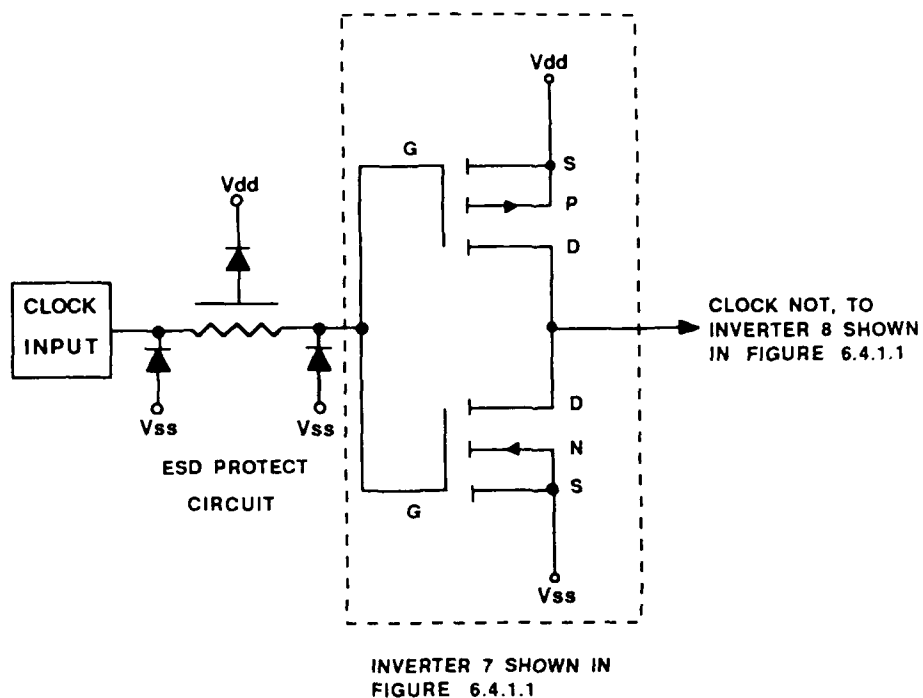 Vdd
G
S
P
D
Vdd
CLOCK
INPUT
Vss
Vss
ESD PROTECT
CIRCUIT
CLOCK NOT, TO
INVERTER 8 SHOWN
IN FIGURE 6.4.1.1
D
N
S
G
Vss
INVERTER 7 SHOWN IN
FIGURE 6.4.1.1